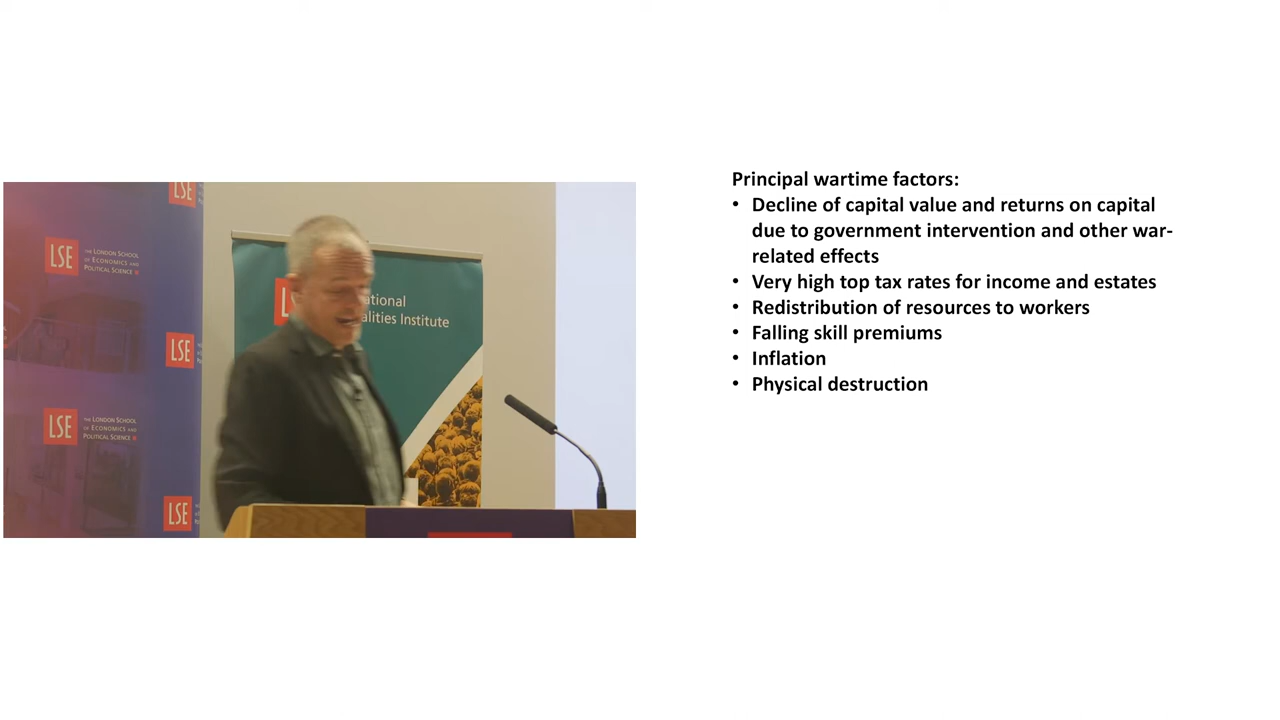 LSE
LSE THE LONDON SCHOOL
OF ECONOMICS AND
POLITICAL SCIENCE
LSE
LSE THE LONDON SCHOOL
OF ECONOMICS AND
POLITICAL SCIENCE
LSE
Institute
Principal wartime factors:
• Decline of capital value and returns on capital
due to government intervention and other war-
related effects
• Very high top tax rates for income and estates
• Redistribution of resources to workers
• Falling skill premiums
• Inflation
• Physical destruction